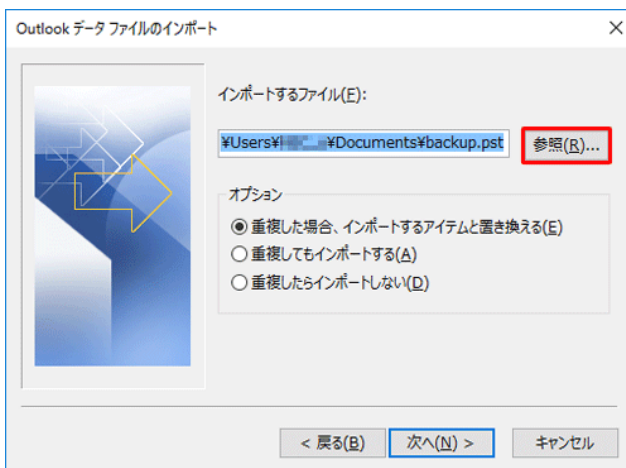 Outlook データ ファイルのインポート
インポートするファイル(F):
¥Users¥ ¥Documents¥backup.pst
参照(R)...
オプション
重複した場合、インポートするアイテムと置き換える(E)
重複してもインポートする(A)
重複したらインポートしない(D)
< 戻る(B)
次へ(N) >
キャンセル